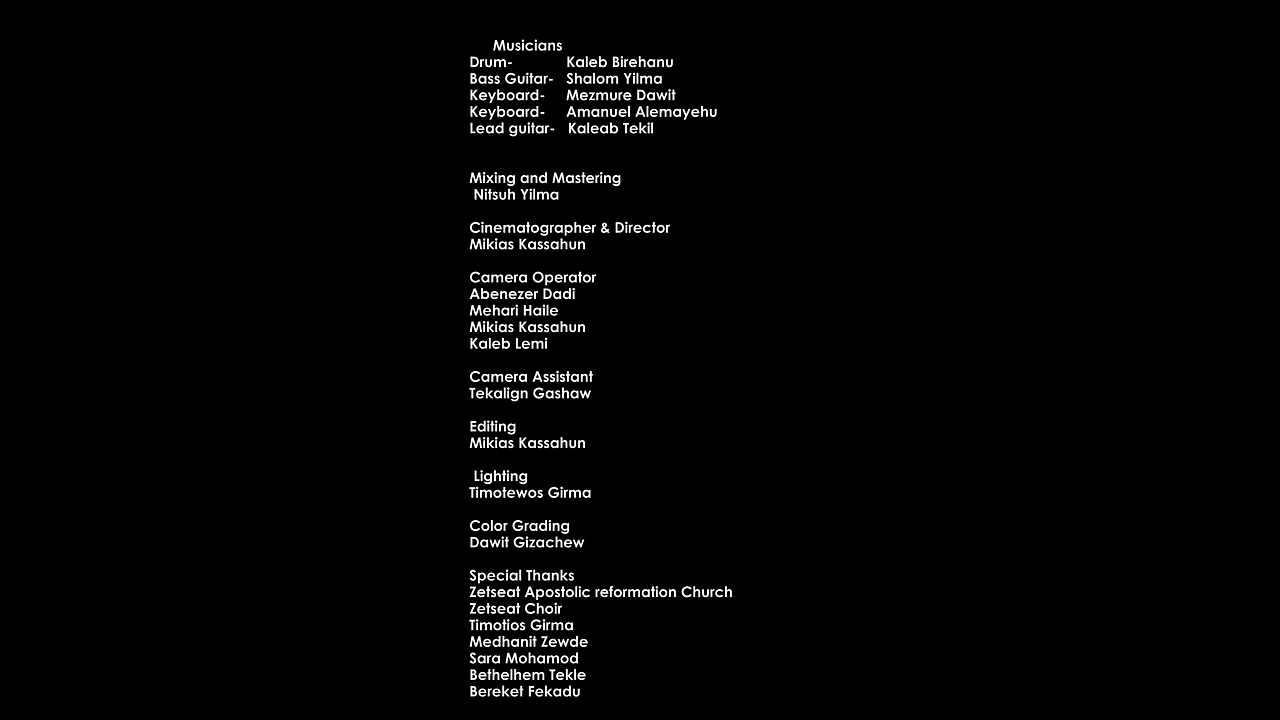 Musicians
Drum- Kaleb Birehanu
Bass Guitar- Shalom Yilma
Keyboard- Mezmure Dawit
Keyboard- Amanuel Alemayehu
Lead guitar- Kaleab Tekil
Mixing and Mastering
Nitsuh Yilma
Cinematographer & Director
Mikias Kassahun
Camera Operator
Abenezer Dadi
Mehari Haile
Mikias Kassahun
Kaleb Lemi
Camera Assistant
Tekalign Gashaw
Editing
Mikias Kassahun
Lighting
Timotewos Girma
Color Grading
Dawit Gizachew
Special Thanks
Zetseat Apostolic reformation Church
Zetseat Choir
Timotios Girma
Medhanit Zewde
Sara Mohamod
Bethelhem Tekle
Bereket Fekadu